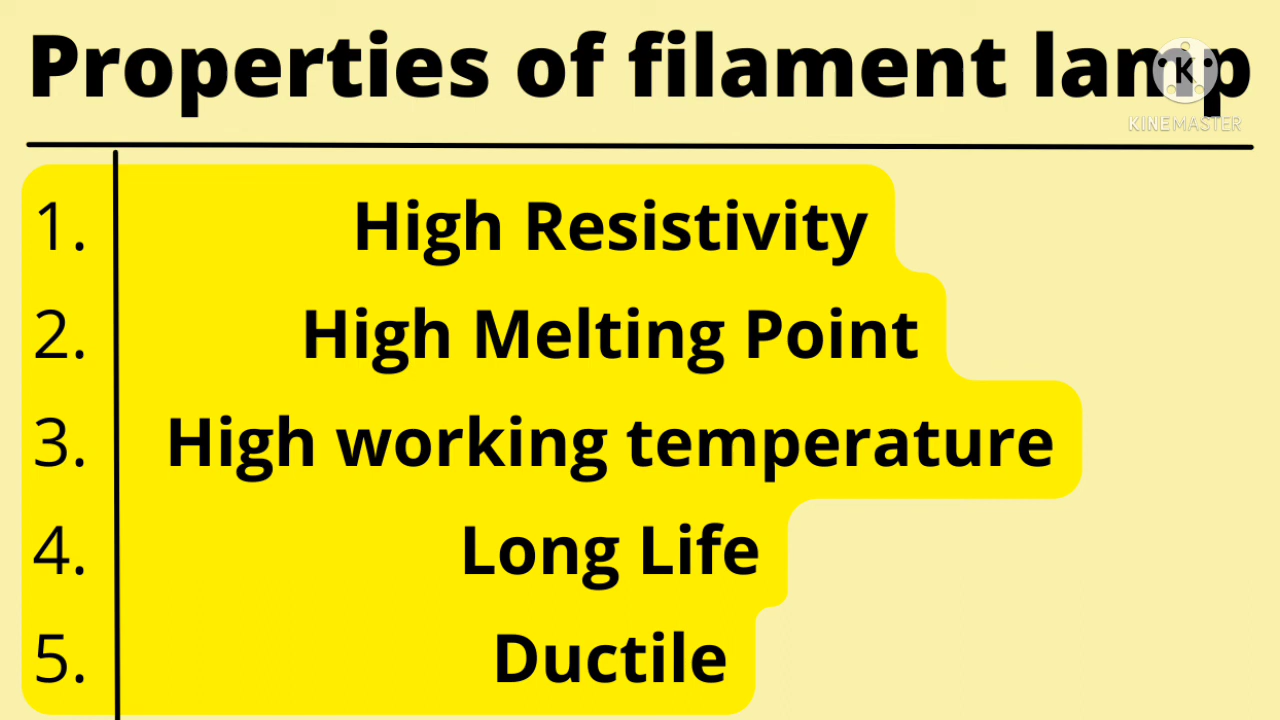 Properties of filament lamp
K
KINEMASTER
1. High Resistivity
2. High Melting Point
3. High working temperature
4. Long Life
5. Ductile